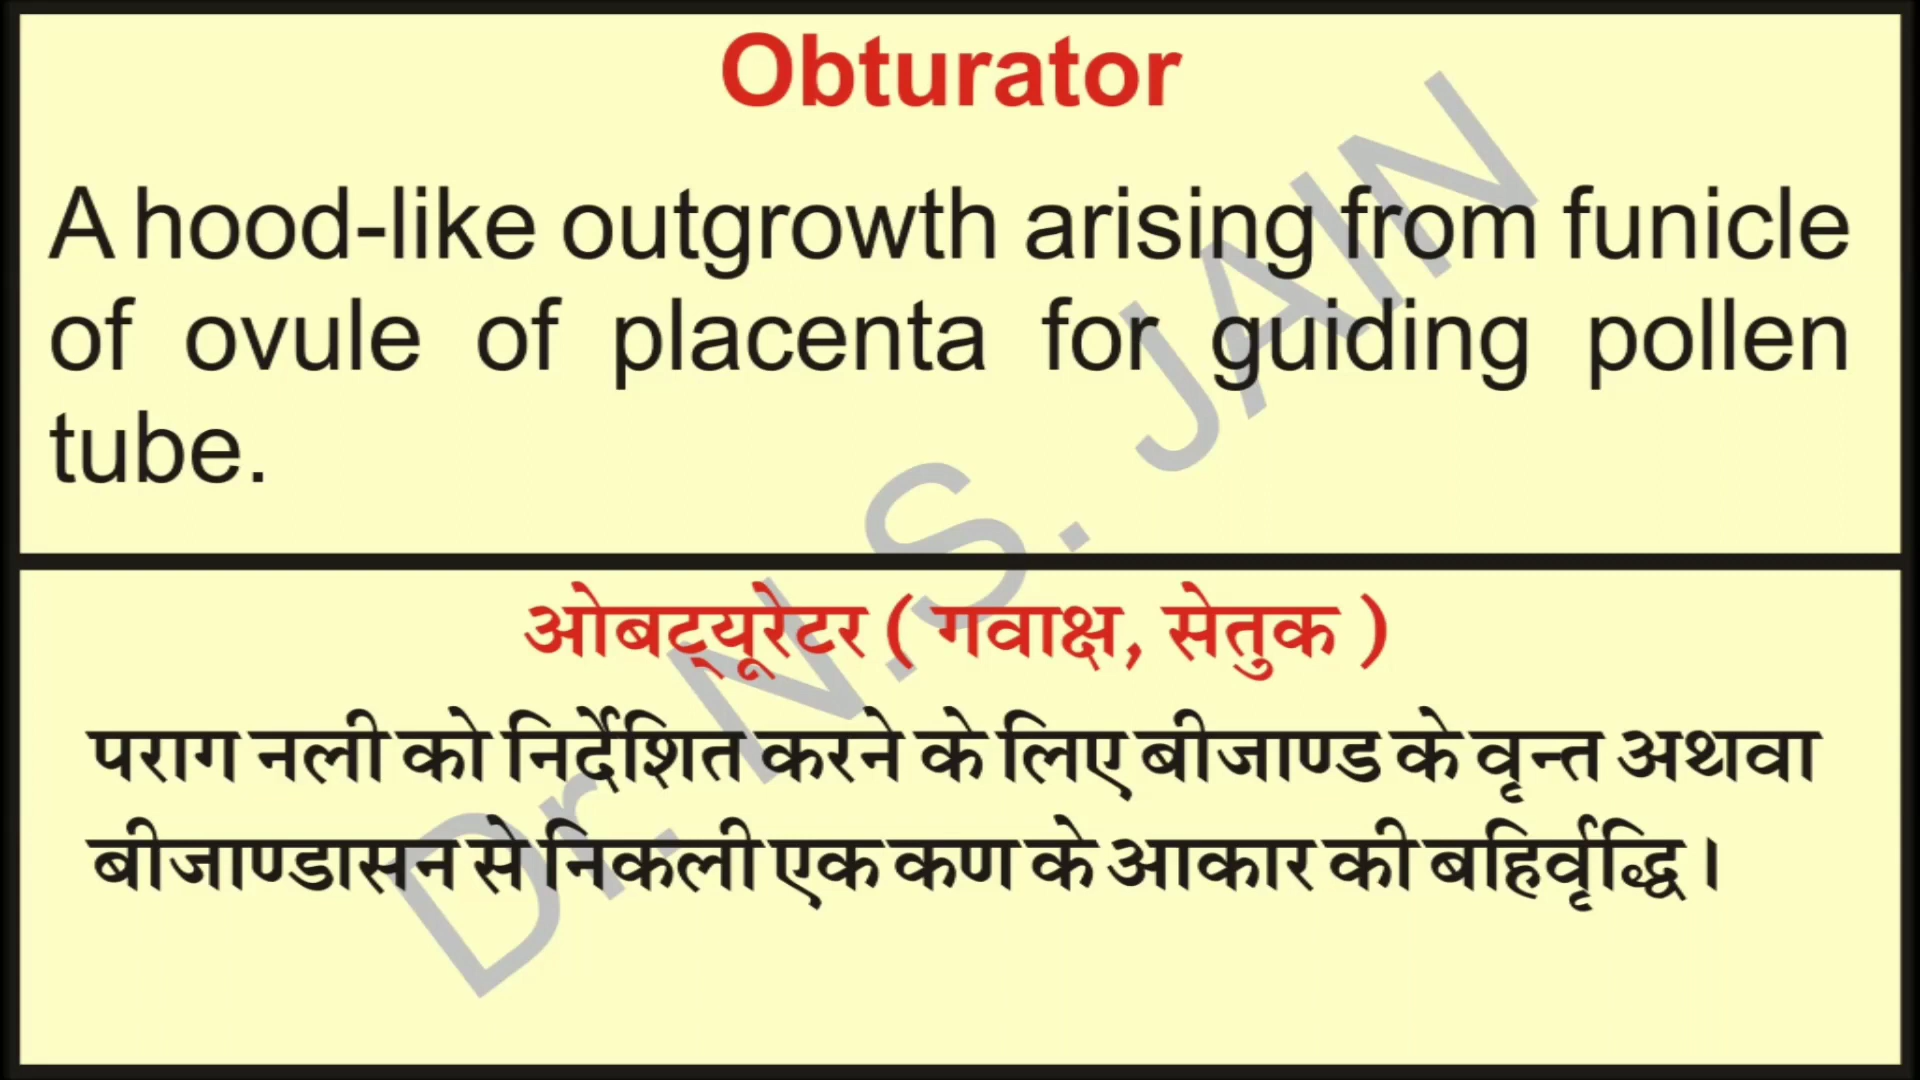 Obturator
A hood-like outgrowth arising from funicle
of ovule of placenta for guiding pollen
tube.
ओबट्यूरेटर ( गवाक्ष, सेतुक )
पराग नली को निर्देशित करने के लिए बीजाण्ड के वृन्त अथवा
बीजाण्डासन से निकली एक कण के आकार की बहिर्वृद्धि ।
Dr. N.S. JAIN